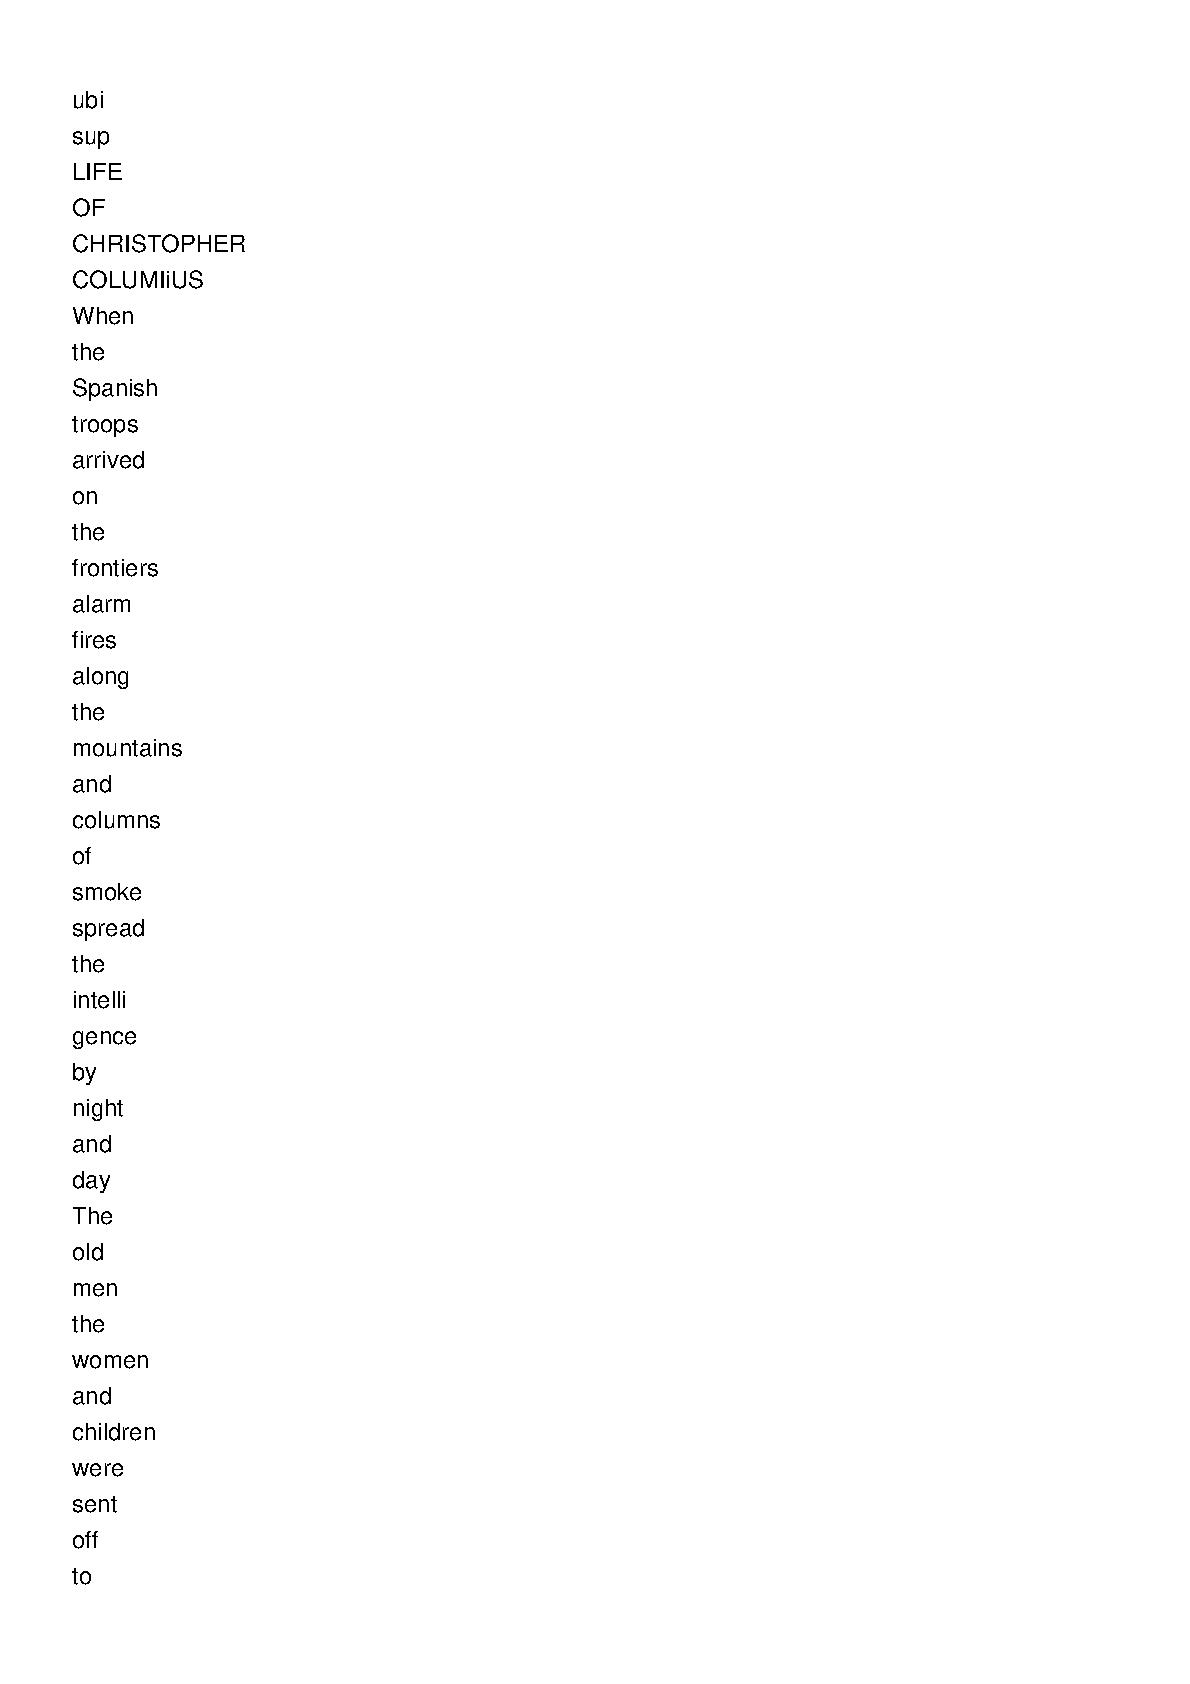 ubi
sup
LIFE
OF
CHRISTOPHER
COLUMIiUS
When
the
Spanish
troops
arrived
on
the
frontiers
alarm
fires
along
the
mountains
and
columns
of
smoke
spread
the
intelli
gence
by
night
and
day
The
old
men
the
women
and
children
were
sent
off
to